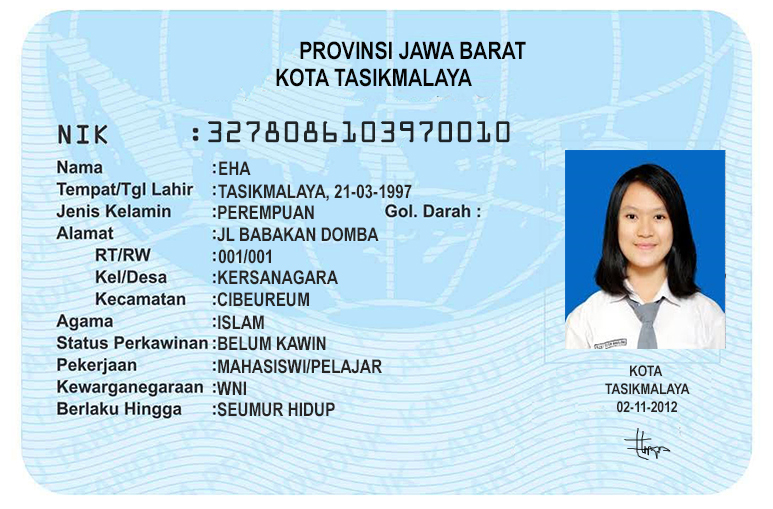 PROVINSI JAWA BARAT
KOTA TASIKMALAYA
NIK :3278086103970010
Nama :EHA
Tempat/Tgl Lahir :TASIKMALAYA, 21-03-1997
Jenis Kelamin :PEREMPUAN Gol. Darah :
Alamat :JL BABAKAN DOMBA
RT/RW :001/001
Kel/Desa :KERSANAGARA
Kecamatan :CIBEUREUM
Agama :ISLAM
Status Perkawinan :BELUM KAWIN
Pekerjaan :MAHASISWI/PELAJAR
Kewarganegaraan :WNI
Berlaku Hingga :SEUMUR HIDUP
KOTA
TASIKMALAYA
02-11-2012